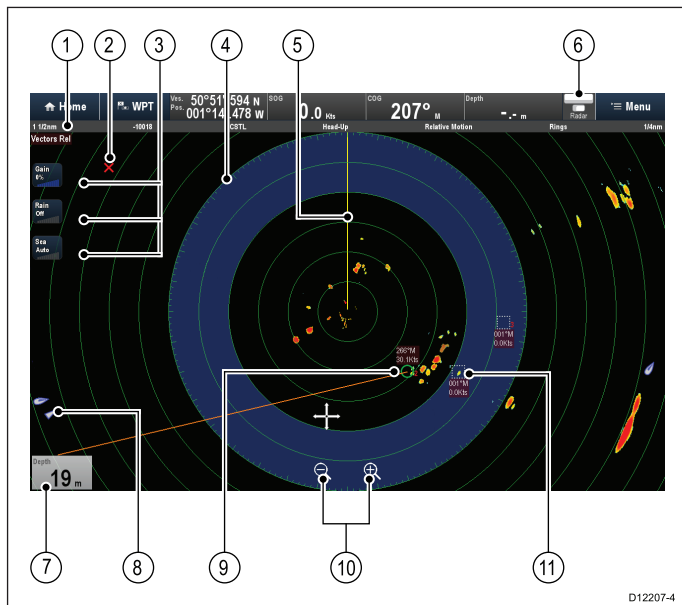 1 2 3 4 5 6
Home
WPT
Ves. Pos. 50°51'.594 N
001°14'.478 W
SOG
0.0 Kts
COG
207° M
Depth
-.- m
Radar
Menu
1 1/2nm -10018 CSTL Head-Up Relative Motion Rings 1/4nm
Vectors Rel
Gain
8%
Rain
Off
Sea
Auto
001°M
0.0Kts
266°M
30.1Kts
001°M
0.0Kts
Depth
19 m
7 8 9 10 11
D12207-4